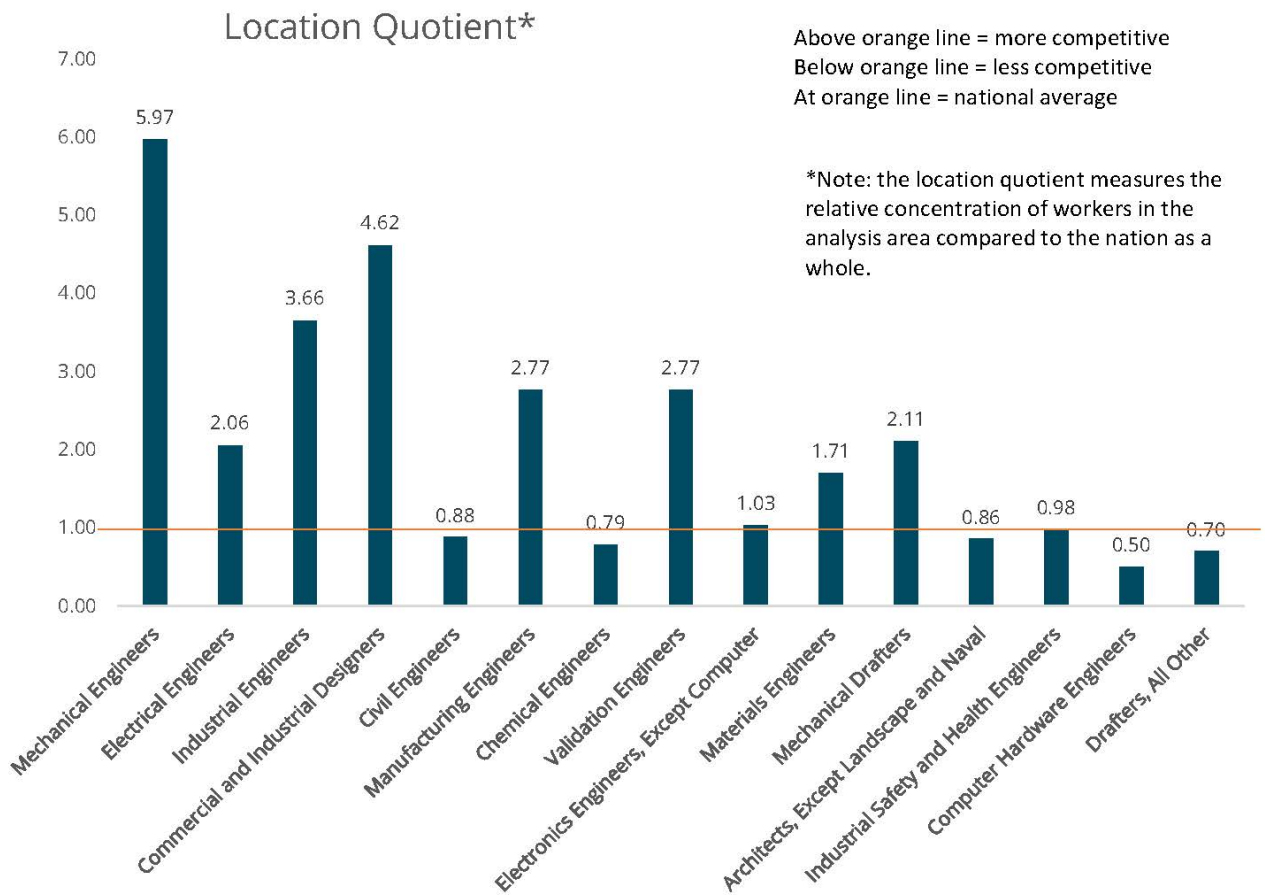 Location Quotient*
Above orange line = more competitive
Below orange line = less competitive
At orange line = national average
*Note: the location quotient measures the
relative concentration of workers in the
analysis area compared to the nation as a
whole.
7.00
6.00
5.00
4.00
3.00
2.00
1.00
0.00
5.97
2.06
3.66
4.62
0.88
2.77
0.79
2.77
1.03
1.71
2.11
0.86
0.98
0.50
0.70
Mechanical Engineers
Electrical Engineers
Industrial Engineers
Commercial and Industrial Designers
Civil Engineers
Manufacturing Engineers
Chemical Engineers
Validation Engineers
Electronics Engineers, Except Computer
Materials Engineers
Mechanical Drafters
Architects, Except Landscape and Naval
Industrial Safety and Health Engineers
Computer Hardware Engineers
Drafters, All Other